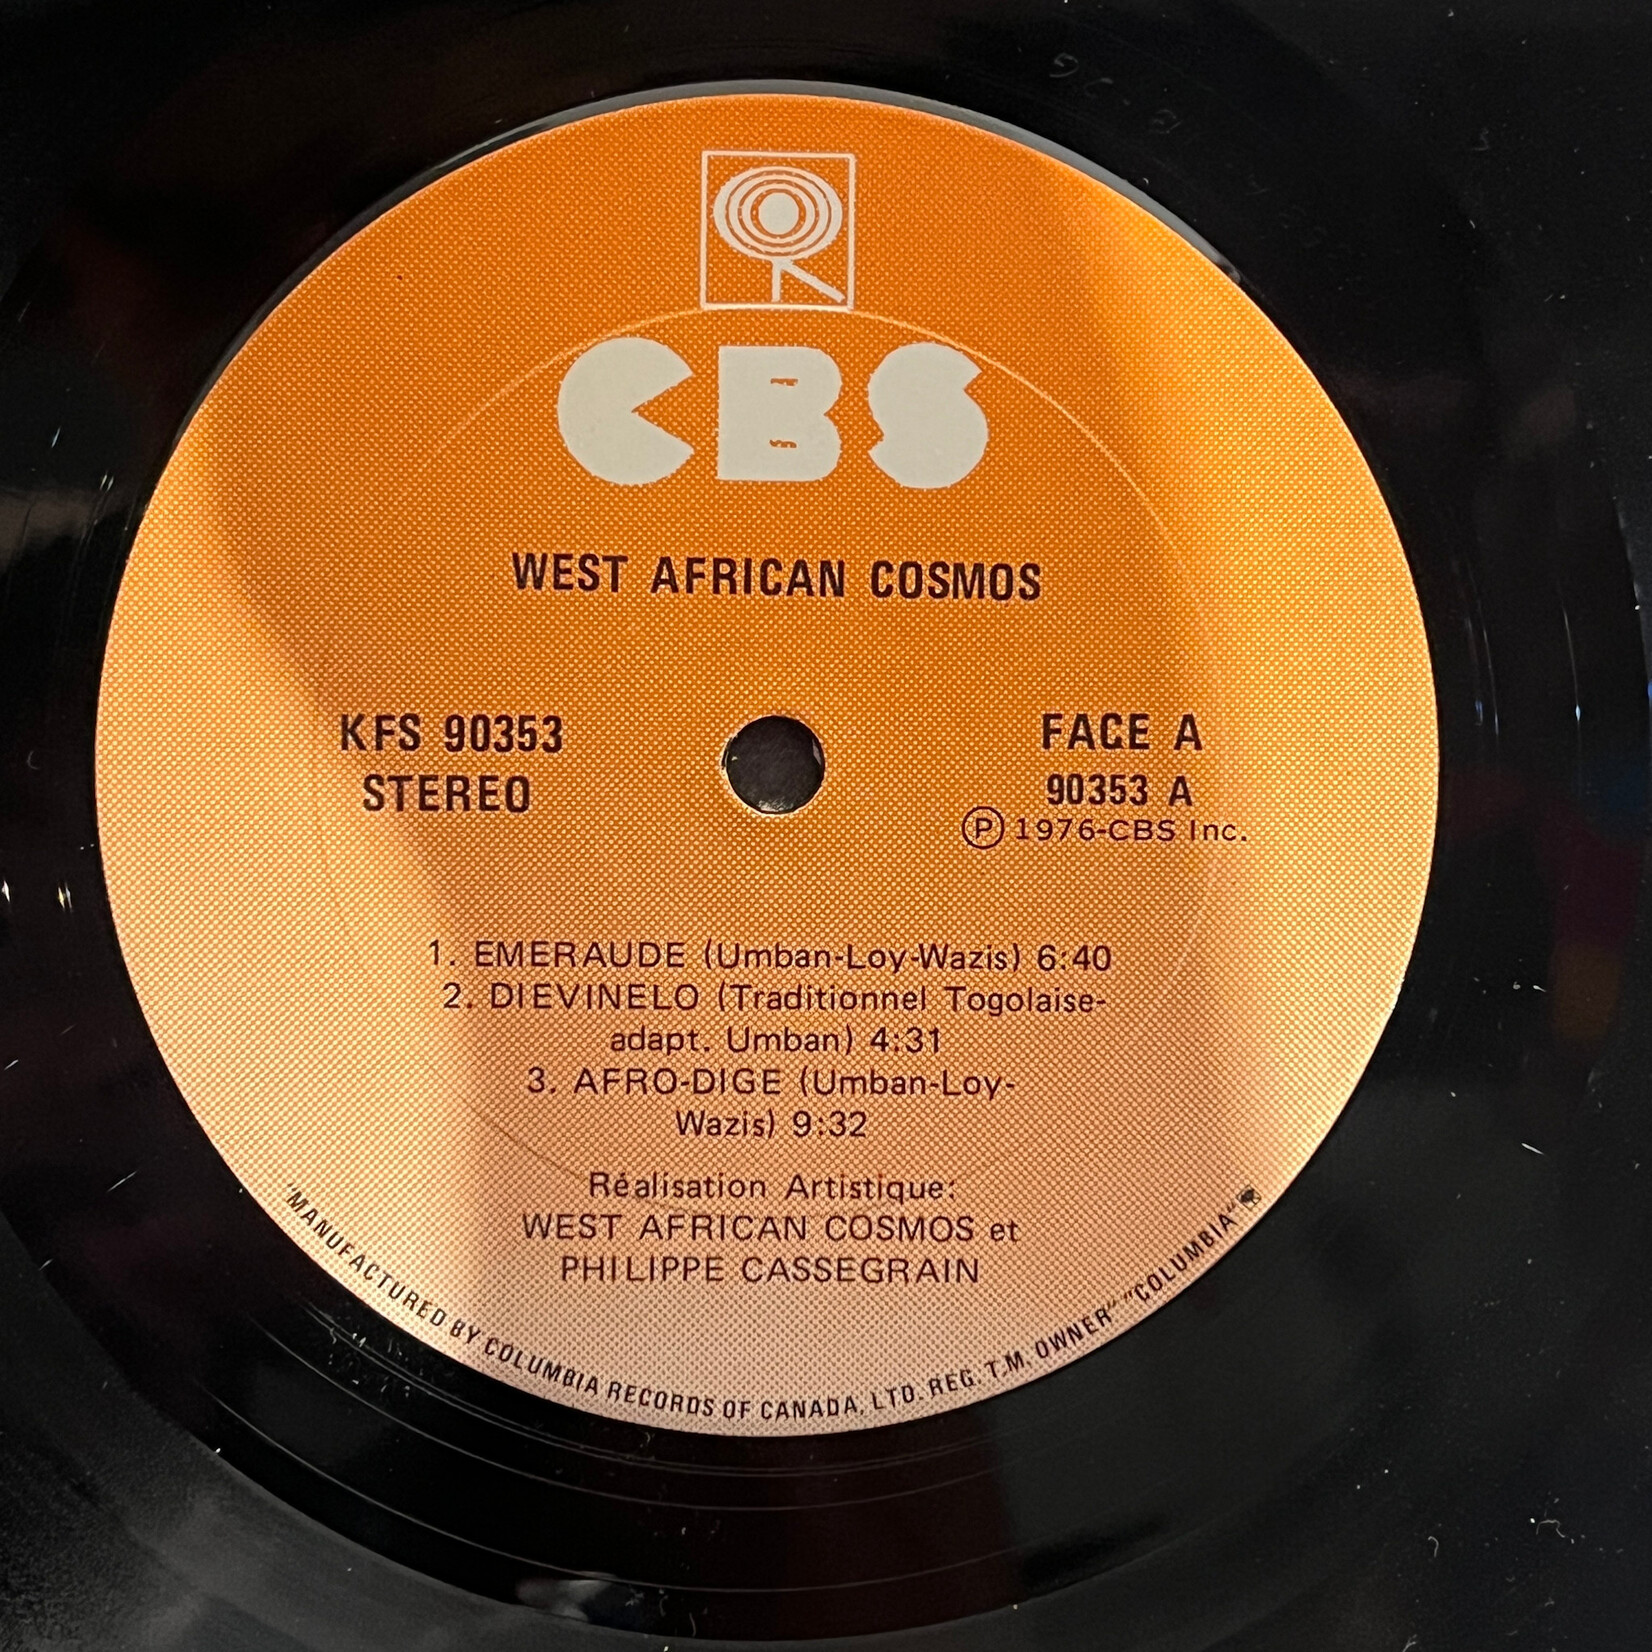 CBS
WEST AFRICAN COSMOS
KFS 90353
STEREO
FACE A
90353 A
Ⓟ 1976-CBS Inc.
1. EMERAUDE (Umban-Loy-Wazis) 6:40
2. DIEVINELO (Traditionnel Togolaise-
adapt. Umban) 4:31
3. AFRO-DIGE (Umban-Loy-
Wazis) 9:32
Réalisation Artistique:
WEST AFRICAN COSMOS et
PHILIPPE CASSEGRAIN
"MANUFACTURED BY COLUMBIA RECORDS OF CANADA, LTD. REG. T.M. OWNER" "COLUMBIA"